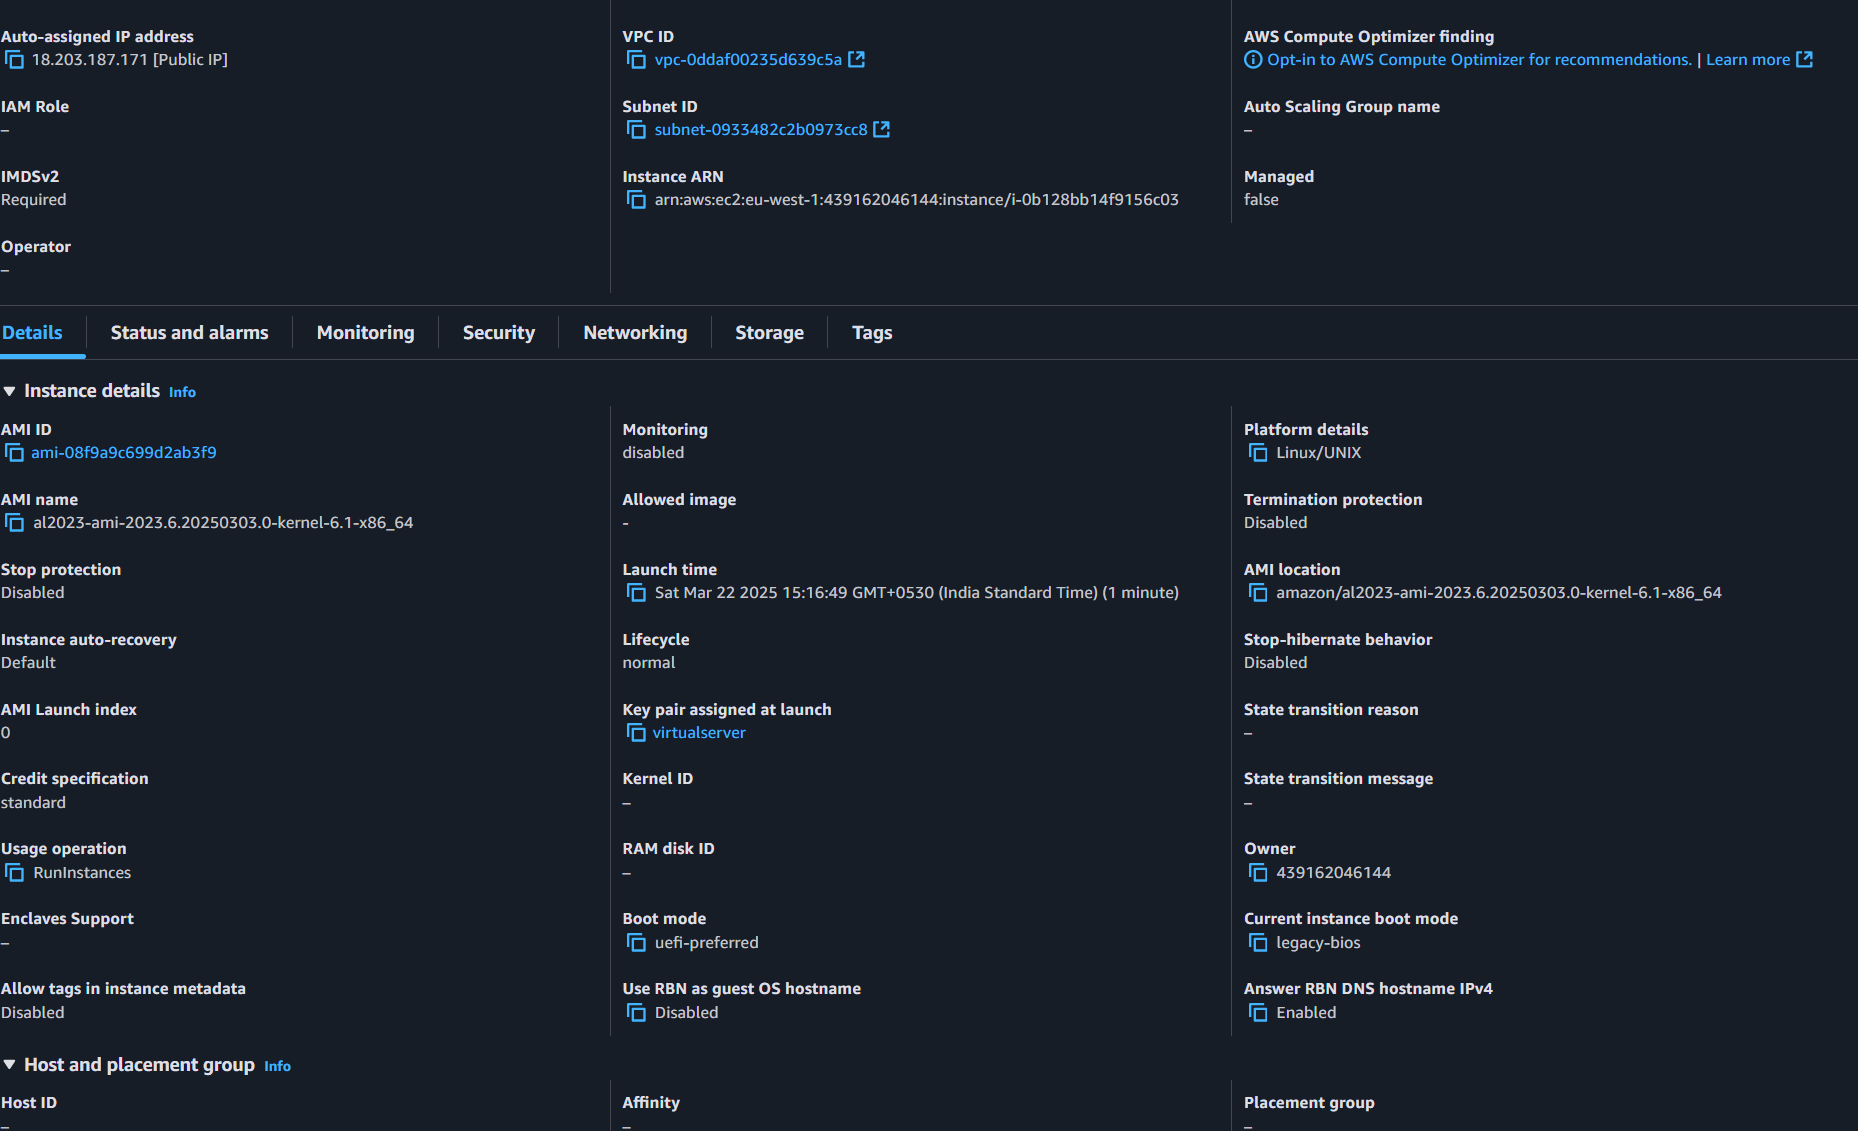 Auto-assigned IP address
18.203.187.171 [Public IP]
IAM Role
–
IMDSv2
Required
Operator
–
VPC ID
vpc-0ddaf00235d639c5a
Subnet ID
subnet-0933482c2b0973cc8
Instance ARN
arn:aws:ec2:eu-west-1:439162046144:instance/i-0b128bb14f9156c03
AWS Compute Optimizer finding
Opt-in to AWS Compute Optimizer for recommendations. | Learn more
Auto Scaling Group name
–
Managed
false
Details
Status and alarms
Monitoring
Security
Networking
Storage
Tags
Instance details Info
AMI ID
ami-08f9a9c699d2ab3f9
AMI name
al2023-ami-2023.6.20250303.0-kernel-6.1-x86_64
Stop protection
Disabled
Instance auto-recovery
Default
AMI Launch index
0
Credit specification
standard
Usage operation
RunInstances
Enclaves Support
–
Allow tags in instance metadata
Disabled
Monitoring
disabled
Allowed image
-
Launch time
Sat Mar 22 2025 15:16:49 GMT+0530 (India Standard Time) (1 minute)
Lifecycle
normal
Key pair assigned at launch
virtualserver
Kernel ID
–
RAM disk ID
–
Boot mode
uefi-preferred
Use RBN as guest OS hostname
Disabled
Platform details
Linux/UNIX
Termination protection
Disabled
AMI location
amazon/al2023-ami-2023.6.20250303.0-kernel-6.1-x86_64
Stop-hibernate behavior
Disabled
State transition reason
–
State transition message
–
Owner
439162046144
Current instance boot mode
legacy-bios
Answer RBN DNS hostname IPv4
Enabled
Host and placement group Info
Host ID
–
Affinity
–
Placement group
–